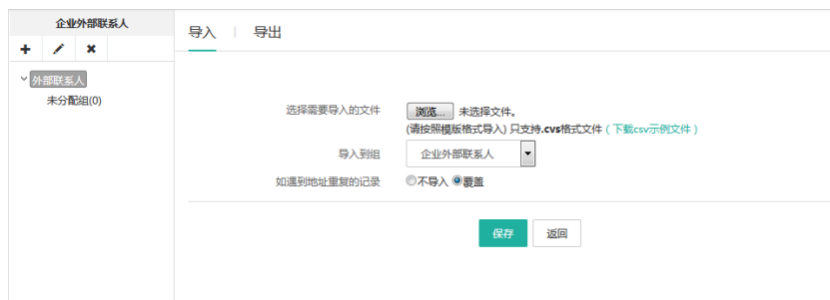 企业外部联系人
外部联系人
未分配组(0)
导入 | 导出
选择需要导入的文件 浏览... 未选择文件。
(请按照模版格式导入) 只支持.cvs格式文件 ( 下载csv示例文件 )
导入到组 企业外部联系人
如遇到地址重复的记录 不导入 覆盖
保存 返回